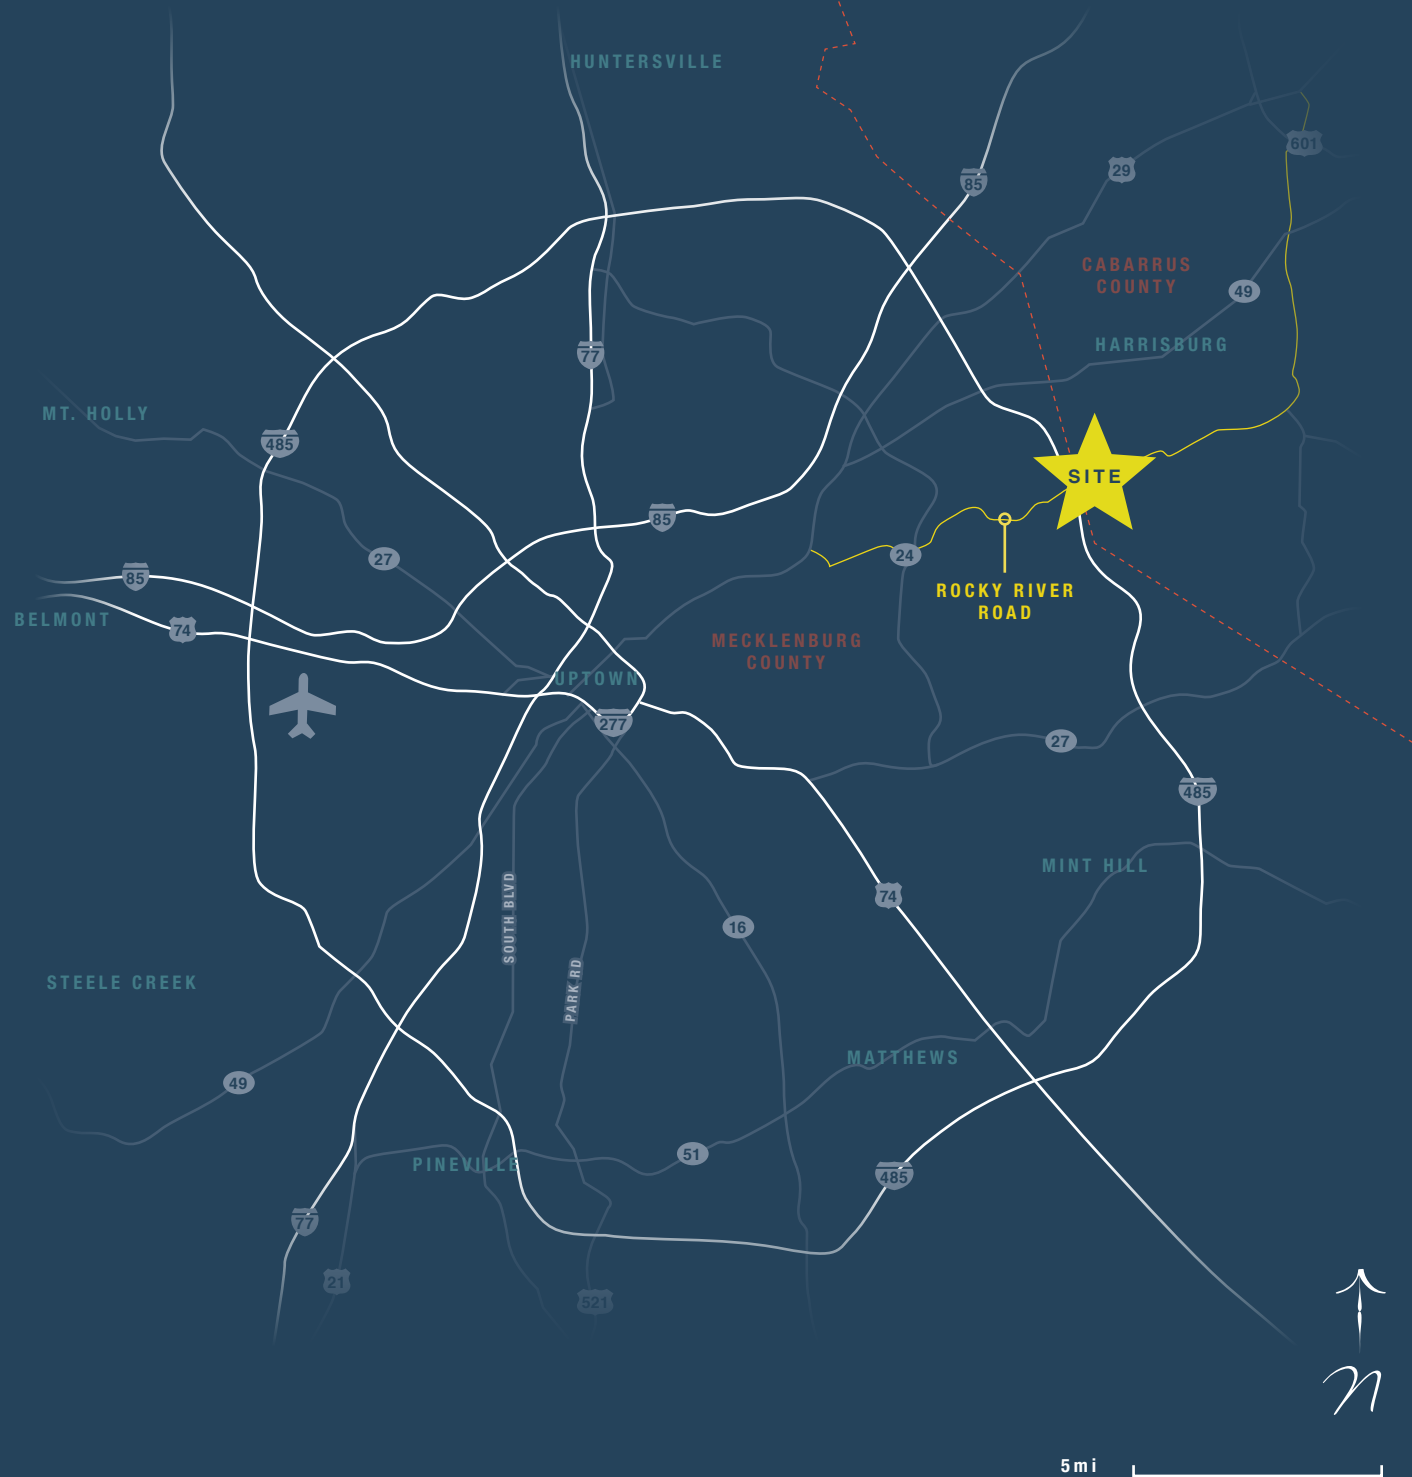 HUNTERSVILLE
601
29
85
CABARRUS
COUNTY
49
HARRISBURG
77
MT. HOLLY
485
SITE
85
27
24
85
ROCKY RIVER
ROAD
BELMONT
74
MECKLENBURG
COUNTY
UPTOWN
277
27
485
MINT HILL
74
SOUTH BLVD
16
STEELE CREEK
PARK RD
MATTHEWS
49
51
PINEVILLE
485
77
21
521
N
5mi